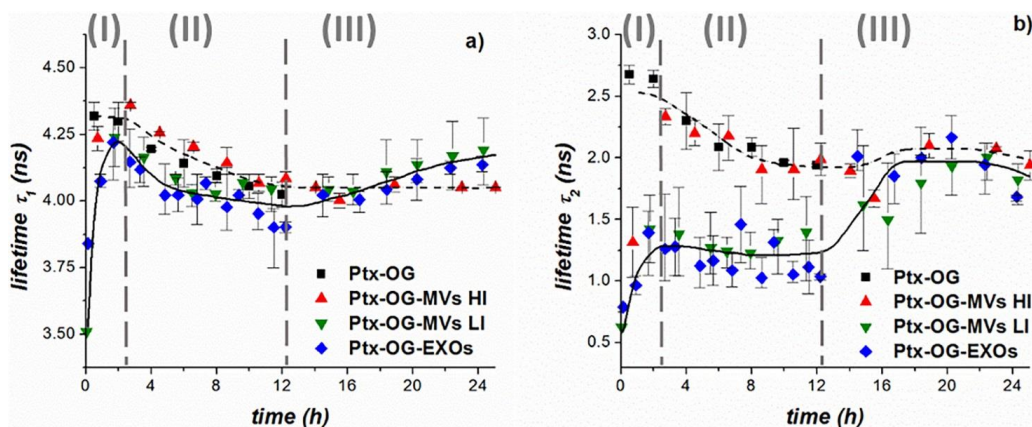 (I) (II) (III) a)
4.50
4.25
4.00
3.75
3.50
lifetime τ1 (ns)
Ptx-OG
Ptx-OG-MVs HI
Ptx-OG-MVs LI
Ptx-OG-EXOs
0 4 8 12 16 20 24
time (h)
(I) (II) (III) b)
3.0
2.5
2.0
1.5
1.0
0.5
lifetime τ2 (ns)
Ptx-OG
Ptx-OG-MVs HI
Ptx-OG-MVs LI
Ptx-OG-EXOs
0 4 8 12 16 20 24
time (h)